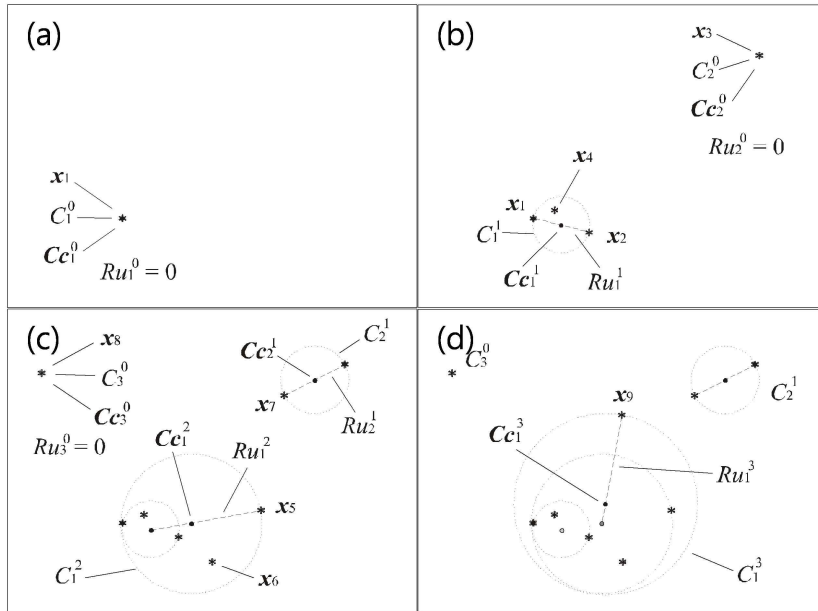 (a)
x1
C1^0
Cc1^0
Ru1^0 = 0
(b)
x3
C2^0
Cc2^0
Ru2^0 = 0
x4
x1
C1^1
x2
Cc1^1
Ru1^1
(c)
x8
C3^0
Cc3^0
Ru3^0 = 0
Cc2^1
C2^1
x7
Ru2^1
Cc1^2
Ru1^2
x5
C1^2
x6
(d)
C3^0
C2^1
x9
Cc1^3
Ru1^3
C1^3